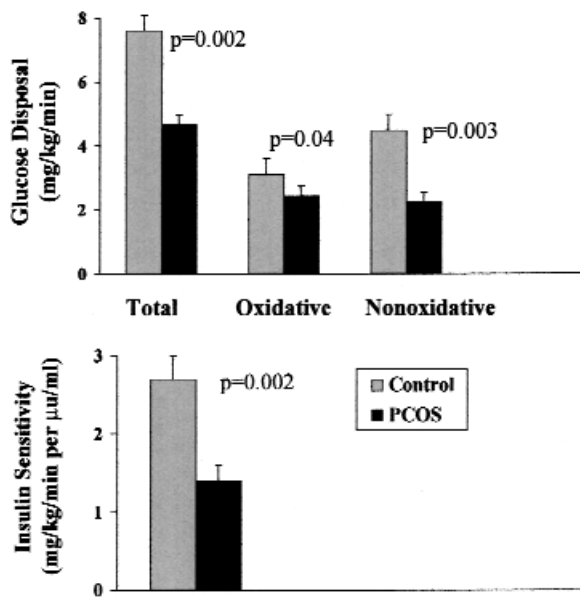 Glucose Disposal
(mg/kg/min)
8
6
4
2
0
p=0.002
p=0.04
p=0.003
Total Oxidative Nonoxidative
Insulin Sensitivity
(mg/kg/min per μu/ml)
3
2
1
0
p=0.002
Control
PCOS